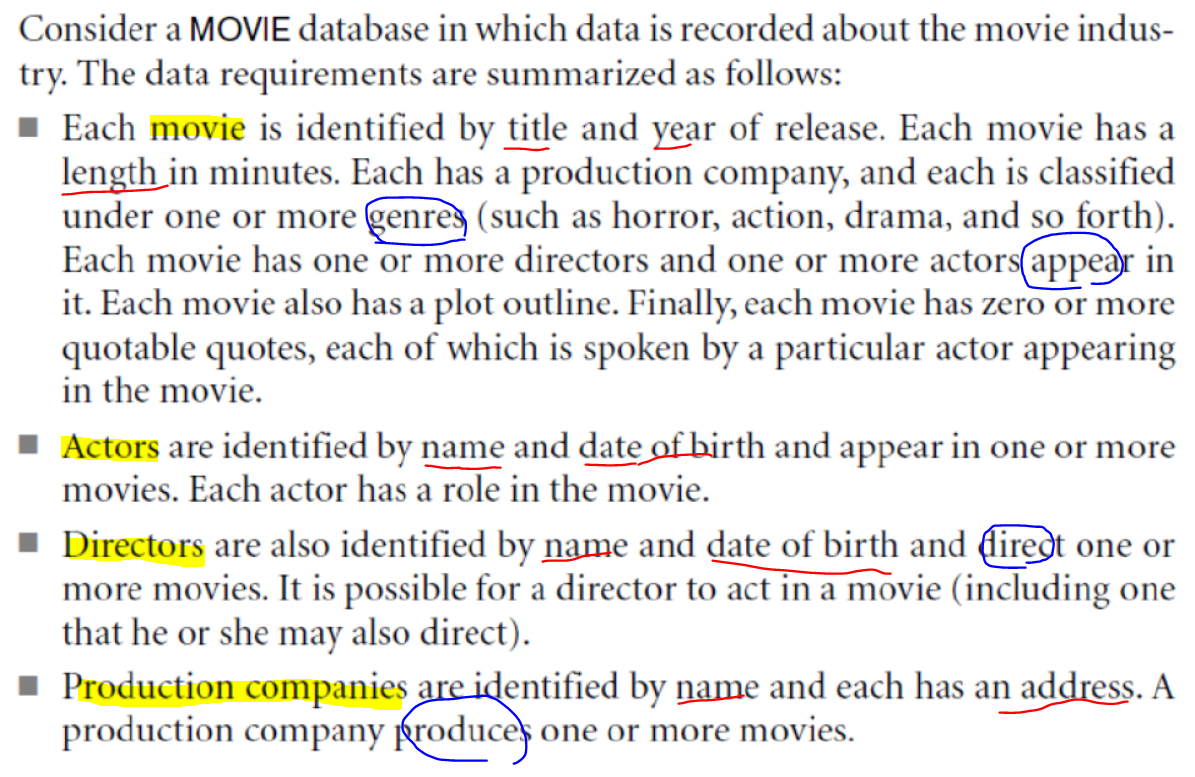 Consider a MOVIE database in which data is recorded about the movie indus-
try. The data requirements are summarized as follows:
■ Each movie is identified by title and year of release. Each movie has a
length in minutes. Each has a production company, and each is classified
under one or more genres (such as horror, action, drama, and so forth).
Each movie has one or more directors and one or more actors appear in
it. Each movie also has a plot outline. Finally, each movie has zero or more
quotable quotes, each of which is spoken by a particular actor appearing
in the movie.
■ Actors are identified by name and date of birth and appear in one or more
movies. Each actor has a role in the movie.
■ Directors are also identified by name and date of birth and direct one or
more movies. It is possible for a director to act in a movie (including one
that he or she may also direct).
■ Production companies are identified by name and each has an address. A
production company produces one or more movies.